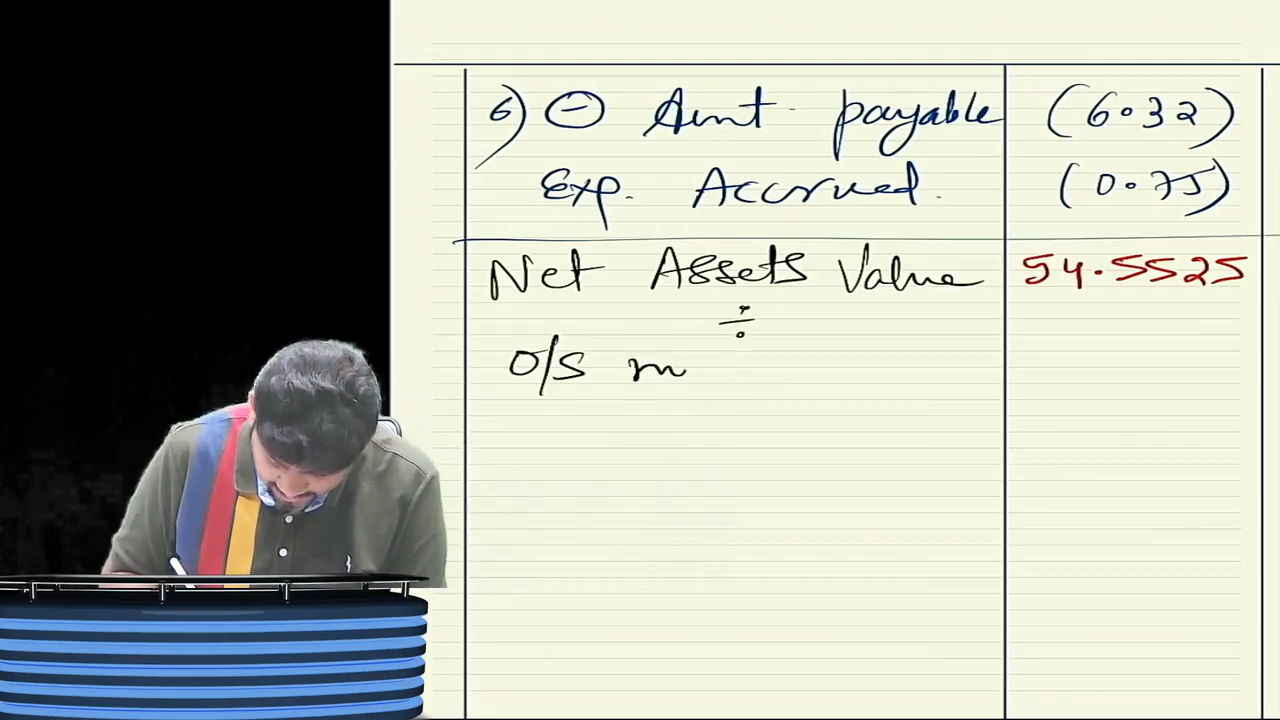 6) ⊖ Amt. payable (6.32)
Exp. Accrued. (0.75)
Net Assets Value 54.5525
÷
O/S m